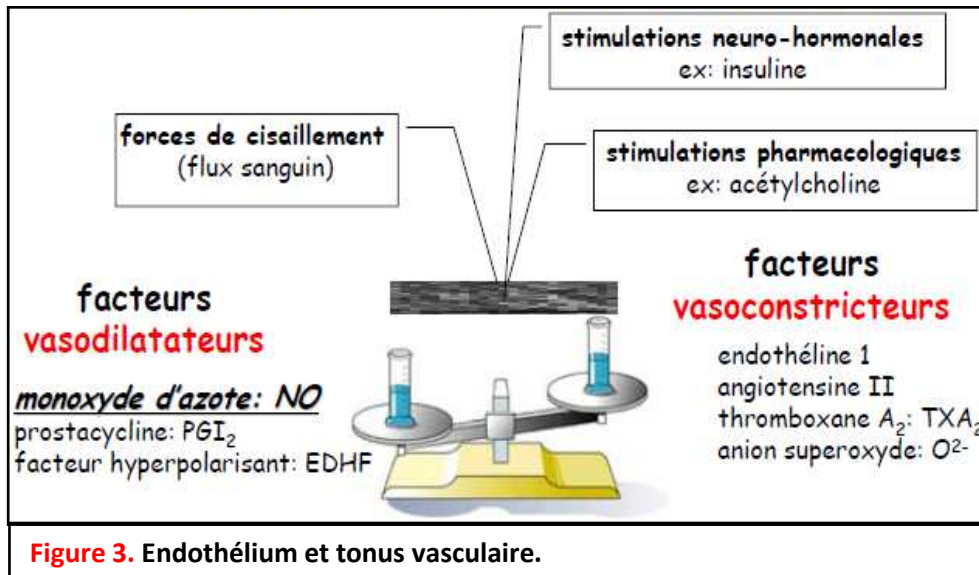 stimulations neuro-hormonales
ex: insuline
forces de cisaillement
(flux sanguin)
stimulations pharmacologiques
ex: acétylcholine
facteurs
vasodilatateurs
monoxyde d'azote: NO
prostacycline: PGI₂
facteur hyperpolarisant: EDHF
facteurs
vasoconstricteurs
endothéline 1
angiotensine II
thromboxane A₂: TXA₂
anion superoxyde: O²⁻
Figure 3. Endothélium et tonus vasculaire.